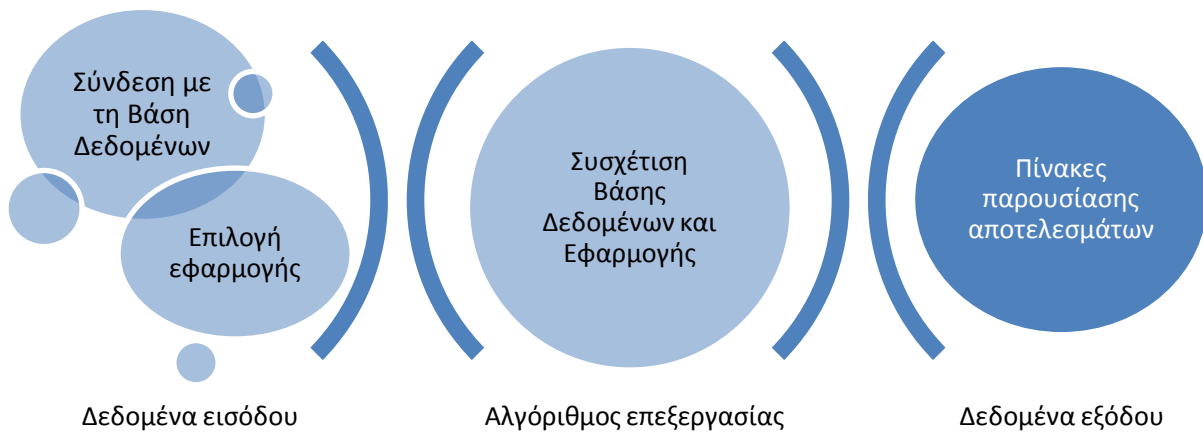 Σύνδεση με
τη Βάση
Δεδομένων
Επιλογή
εφαρμογής
Συσχέτιση
Βάσης
Δεδομένων και
Εφαρμογής
Πίνακες
παρουσίασης
αποτελεσμάτων
Δεδομένα εισόδου
Αλγόριθμος επεξεργασίας
Δεδομένα εξόδου